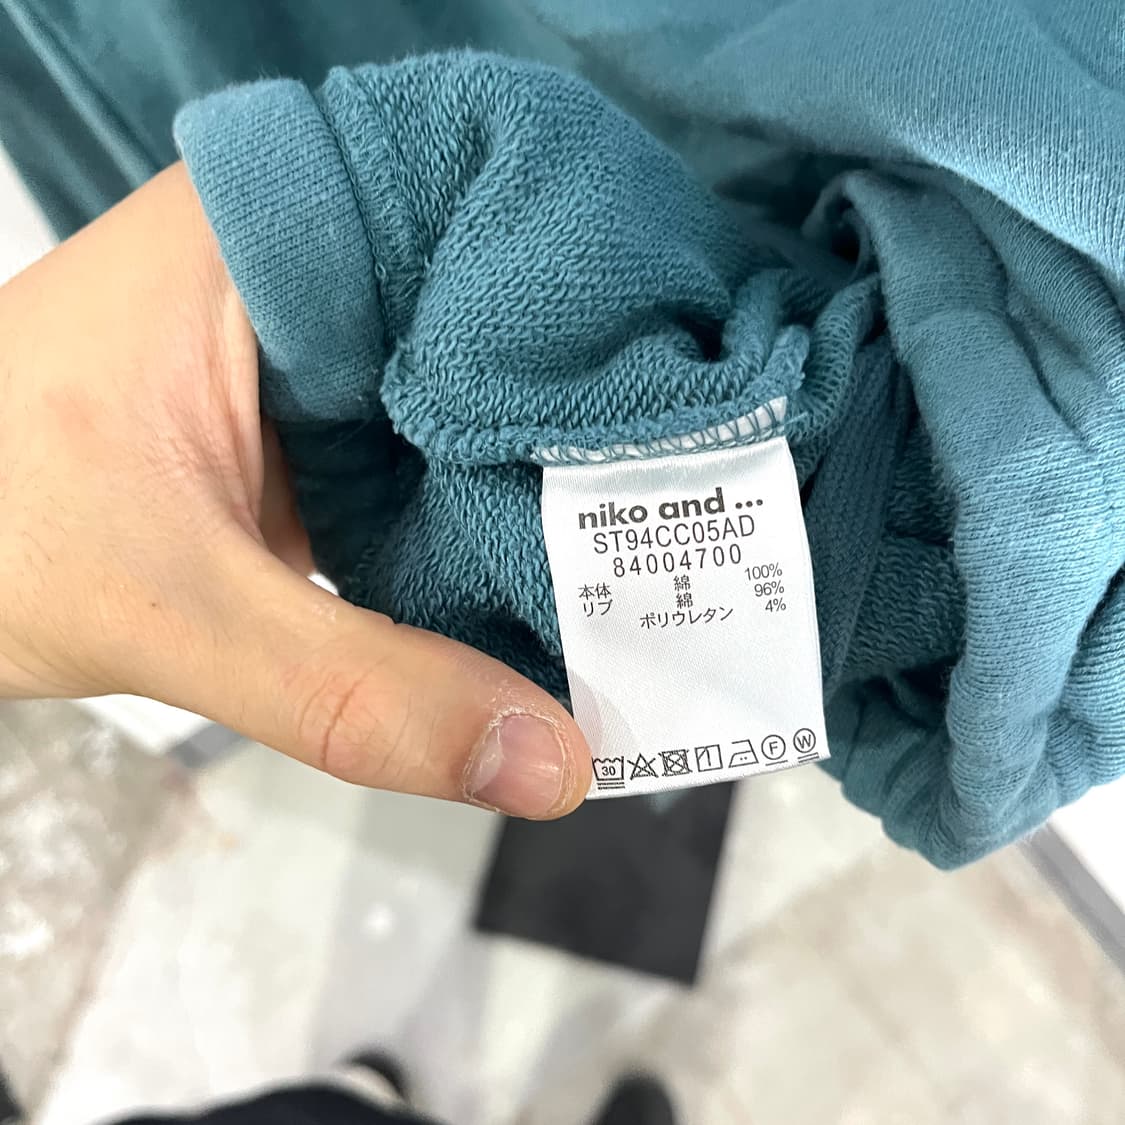 niko and ...
ST94CC05AD
84004700
本体 綿 100%
リブ 綿 96%
ポリウレタン 4%
30 F W